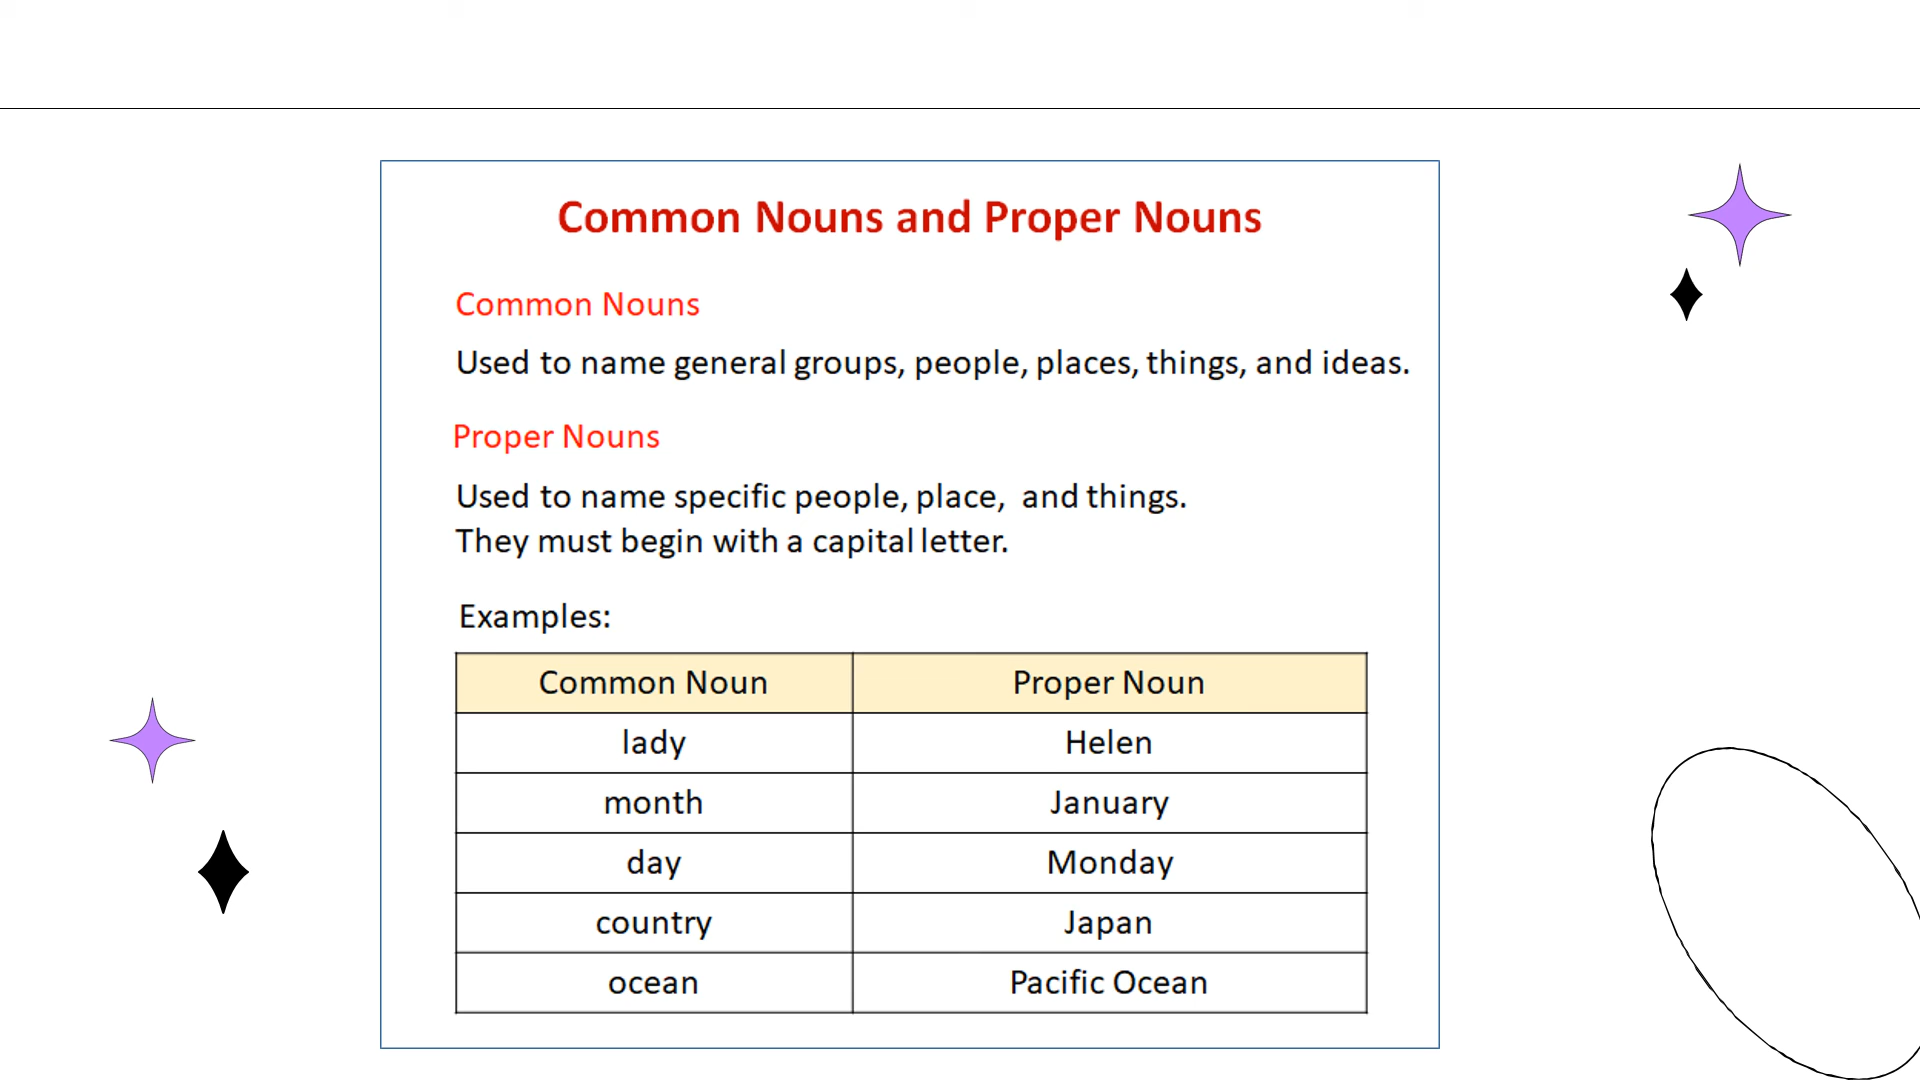 Common Nouns and Proper Nouns
Common Nouns
Used to name general groups, people, places, things, and ideas.
Proper Nouns
Used to name specific people, place, and things.
They must begin with a capital letter.
Examples:
Common Noun Proper Noun
lady Helen
month January
day Monday
country Japan
ocean Pacific Ocean